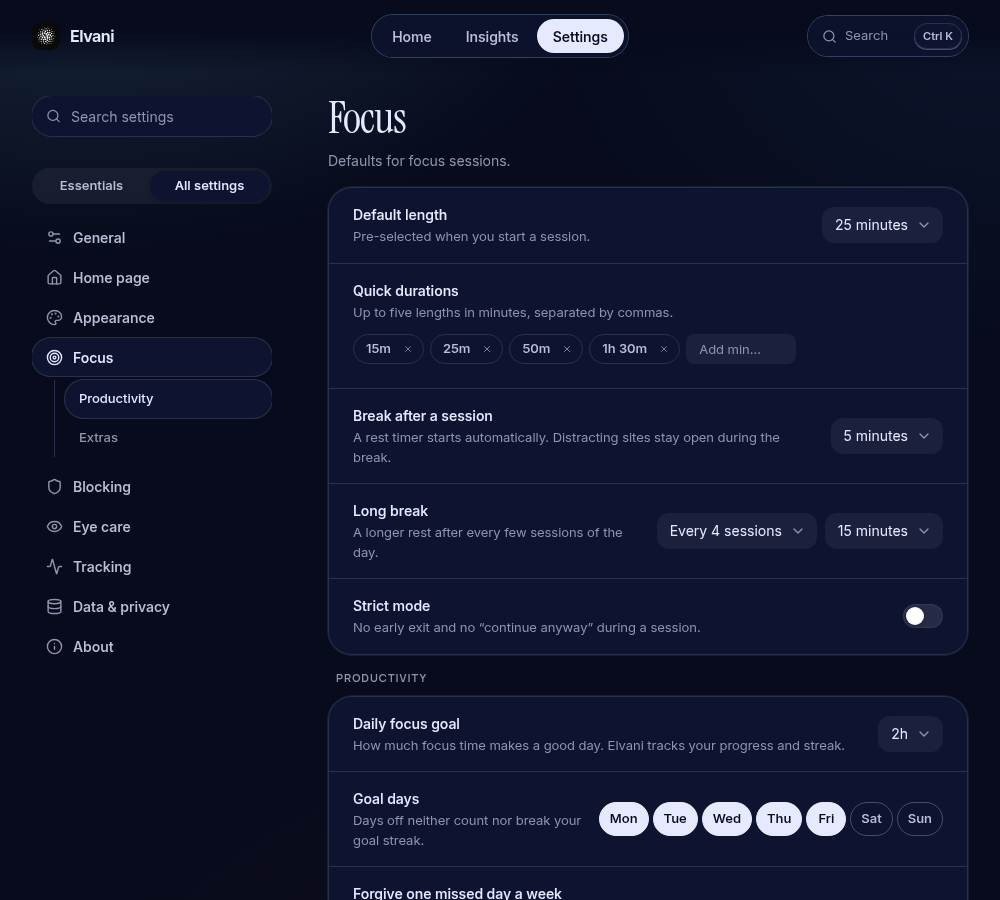 Elvani
Home
Insights
Settings
Search
Ctrl K
Search settings
Essentials
All settings
General
Home page
Appearance
Focus
Productivity
Extras
Blocking
Eye care
Tracking
Data & privacy
About
Focus
Defaults for focus sessions.
Default length
Pre-selected when you start a session.
25 minutes
Quick durations
Up to five lengths in minutes, separated by commas.
15m ×
25m ×
50m ×
1h 30m ×
Add min...
Break after a session
A rest timer starts automatically. Distracting sites stay open during the
break.
5 minutes
Long break
A longer rest after every few sessions of the
day.
Every 4 sessions
15 minutes
Strict mode
No early exit and no “continue anyway” during a session.
PRODUCTIVITY
Daily focus goal
How much focus time makes a good day. Elvani tracks your progress and streak.
2h
Goal days
Days off neither count nor break your
goal streak.
Mon
Tue
Wed
Thu
Fri
Sat
Sun
Forgive one missed day a week